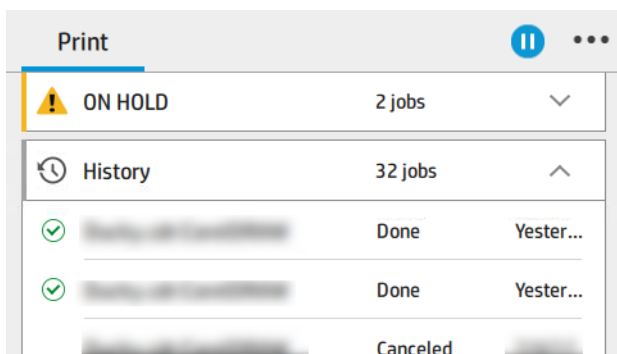 Print
ON HOLD 2 jobs
History 32 jobs
Done Yester...
Done Yester...
Canceled